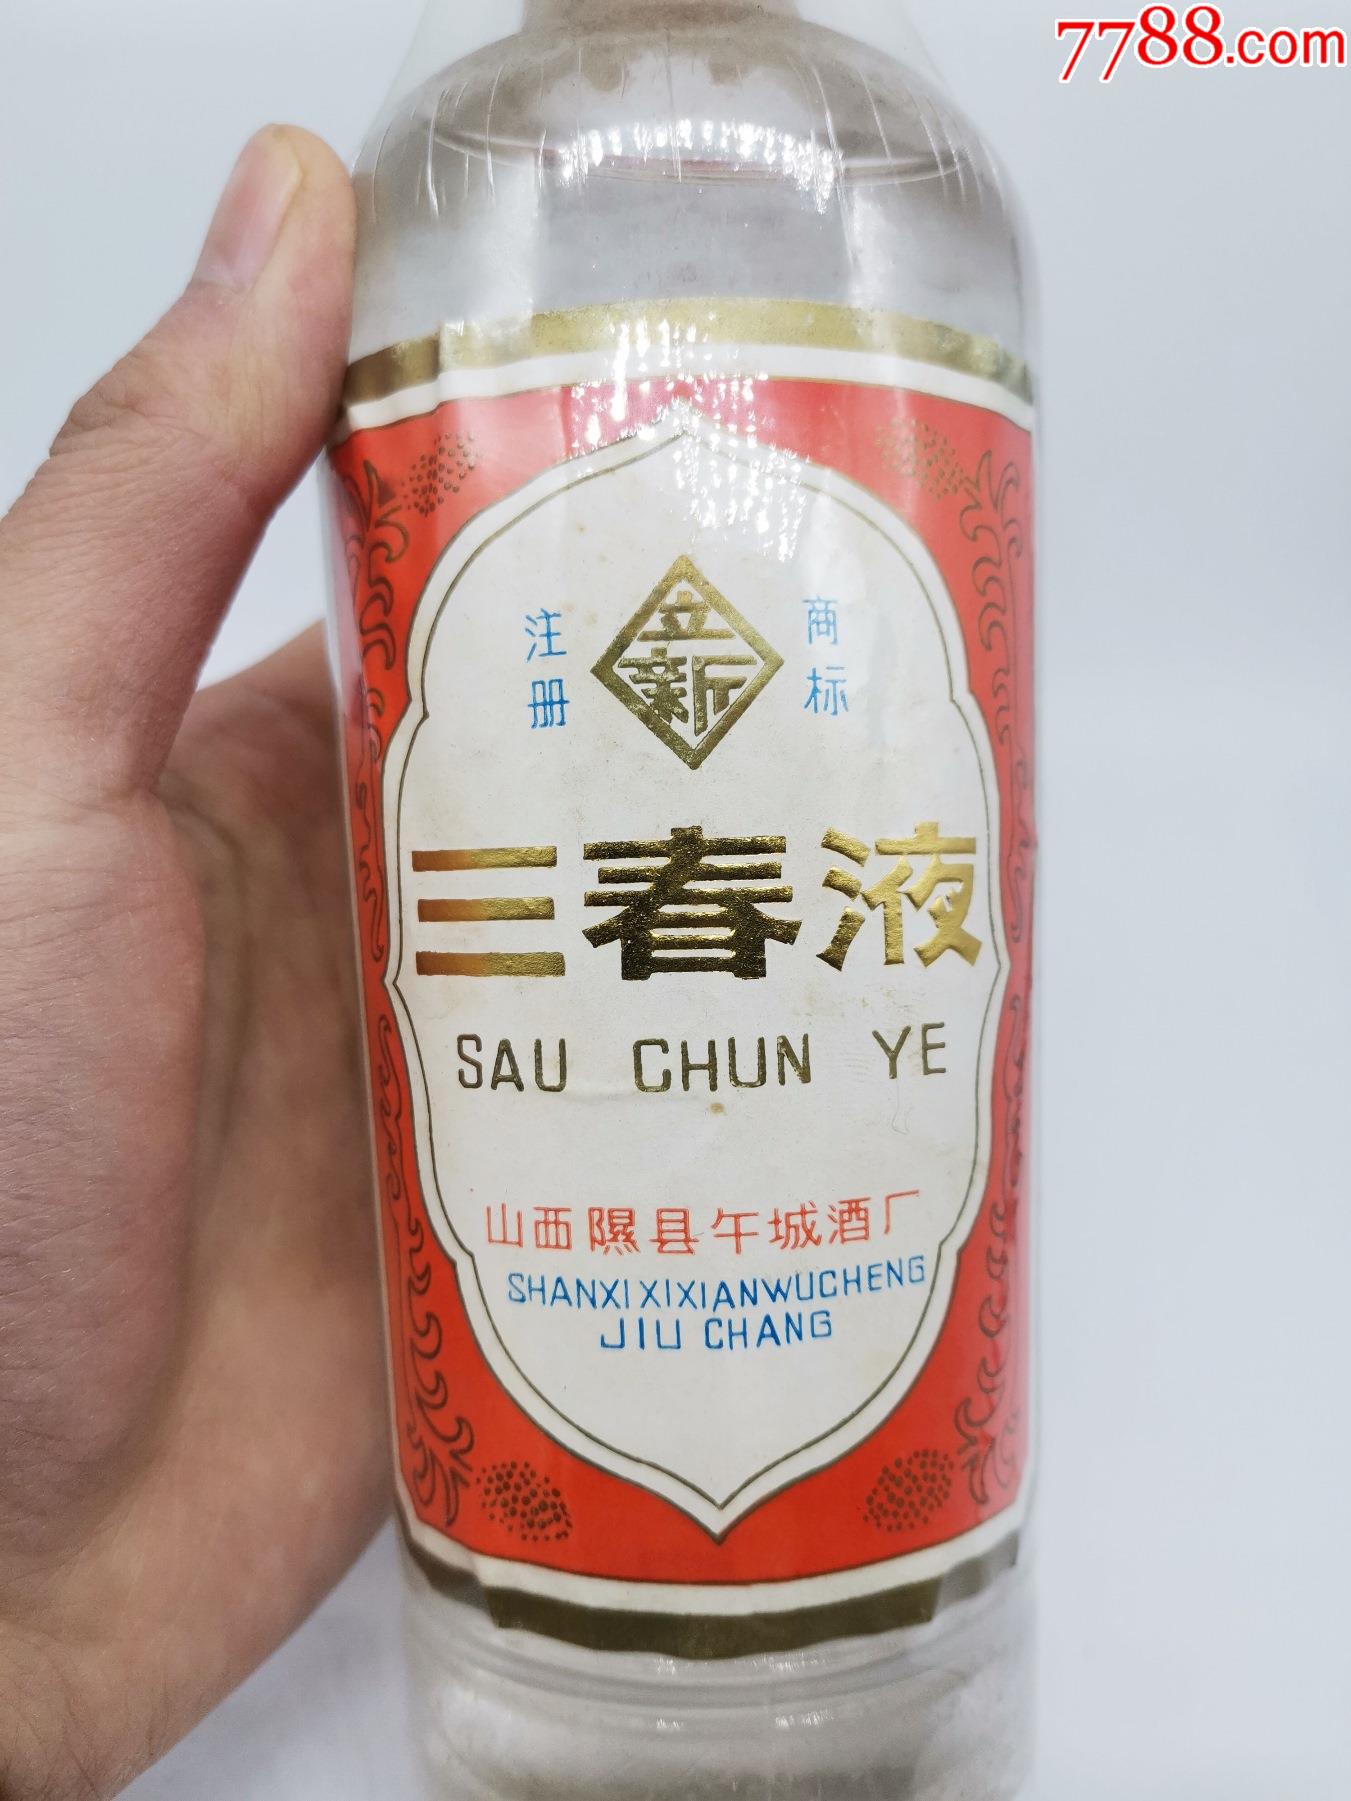 7788.com
注册 立新 商标
三春液
SAU CHUN YE
山西隰县午城酒厂
SHANXI XIXIANWUCHENG
JIU CHANG